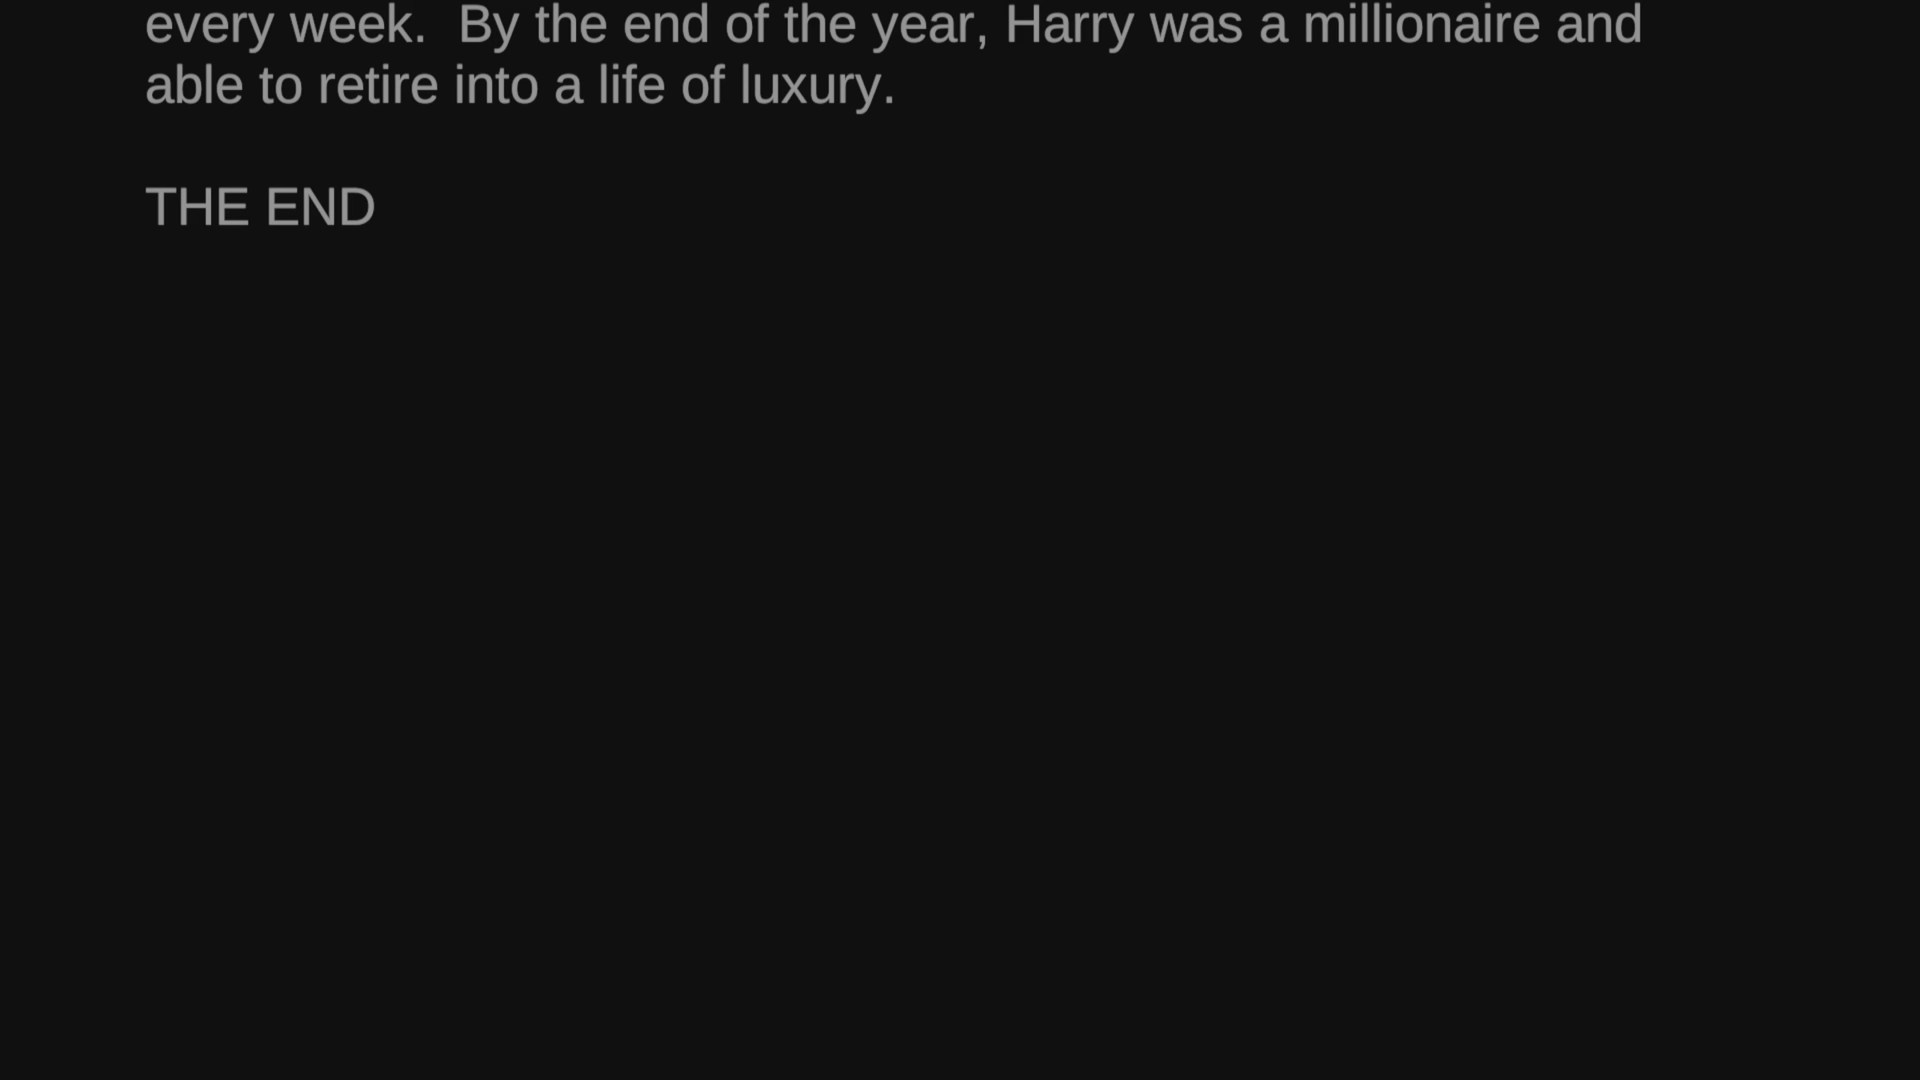 every week.  By the end of the year, Harry was a millionaire and
able to retire into a life of luxury.
THE END